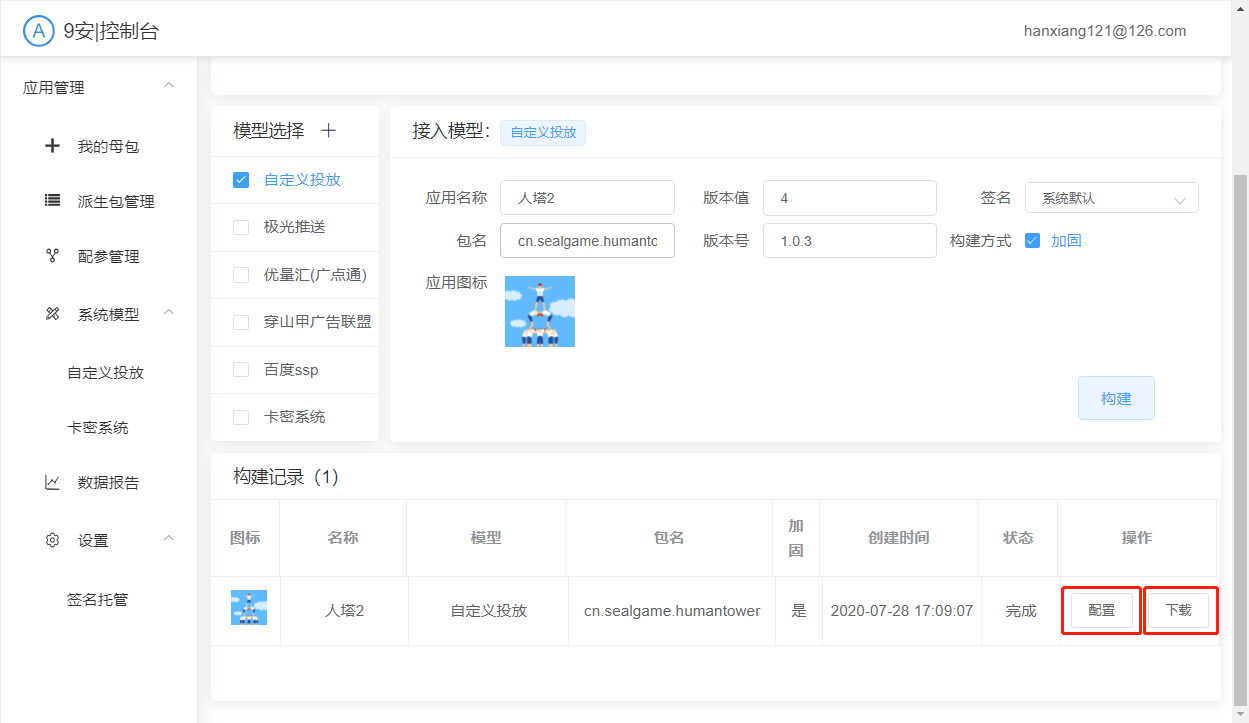 A 9安|控制台
hanxiang121@126.com
应用管理
我的母包
派生包管理
配参管理
系统模型
自定义投放
卡密系统
数据报告
设置
签名托管
模型选择 +
自定义投放
极光推送
优量汇(广点通)
穿山甲广告联盟
百度ssp
卡密系统
接入模型: 自定义投放
应用名称 人塔2 版本值 4 签名 系统默认
包名 cn.sealgame.humanto 版本号 1.0.3 构建方式 加固
应用图标
构建
构建记录（1）
图标 名称 模型 包名 加固 创建时间 状态 操作
人塔2 自定义投放 cn.sealgame.humantower 是 2020-07-28 17:09:07 完成 配置 下载